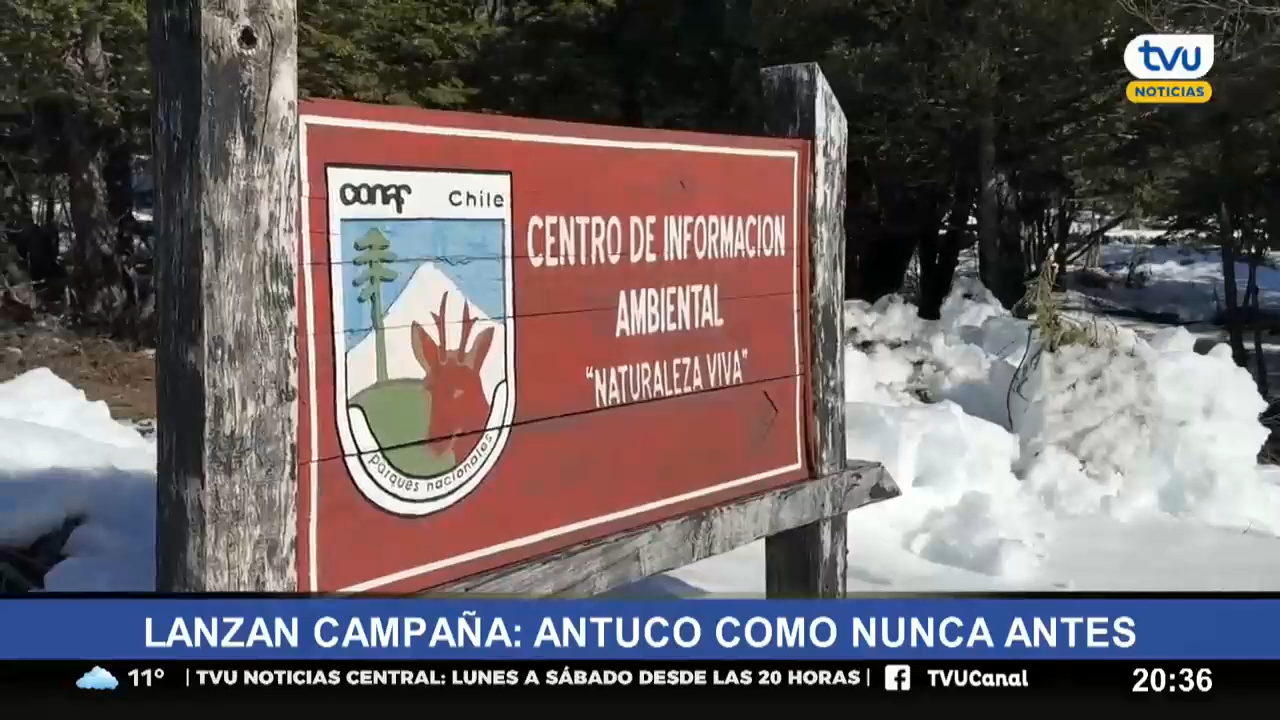 tvu
NOTICIAS
conaf Chile
CENTRO DE INFORMACION
AMBIENTAL
"NATURALEZA VIVA"
parques nacionales
LANZAN CAMPAÑA: ANTUCO COMO NUNCA ANTES
11° | TVU NOTICIAS CENTRAL: LUNES A SÁBADO DESDE LAS 20 HORAS | TVUCanal 20:36